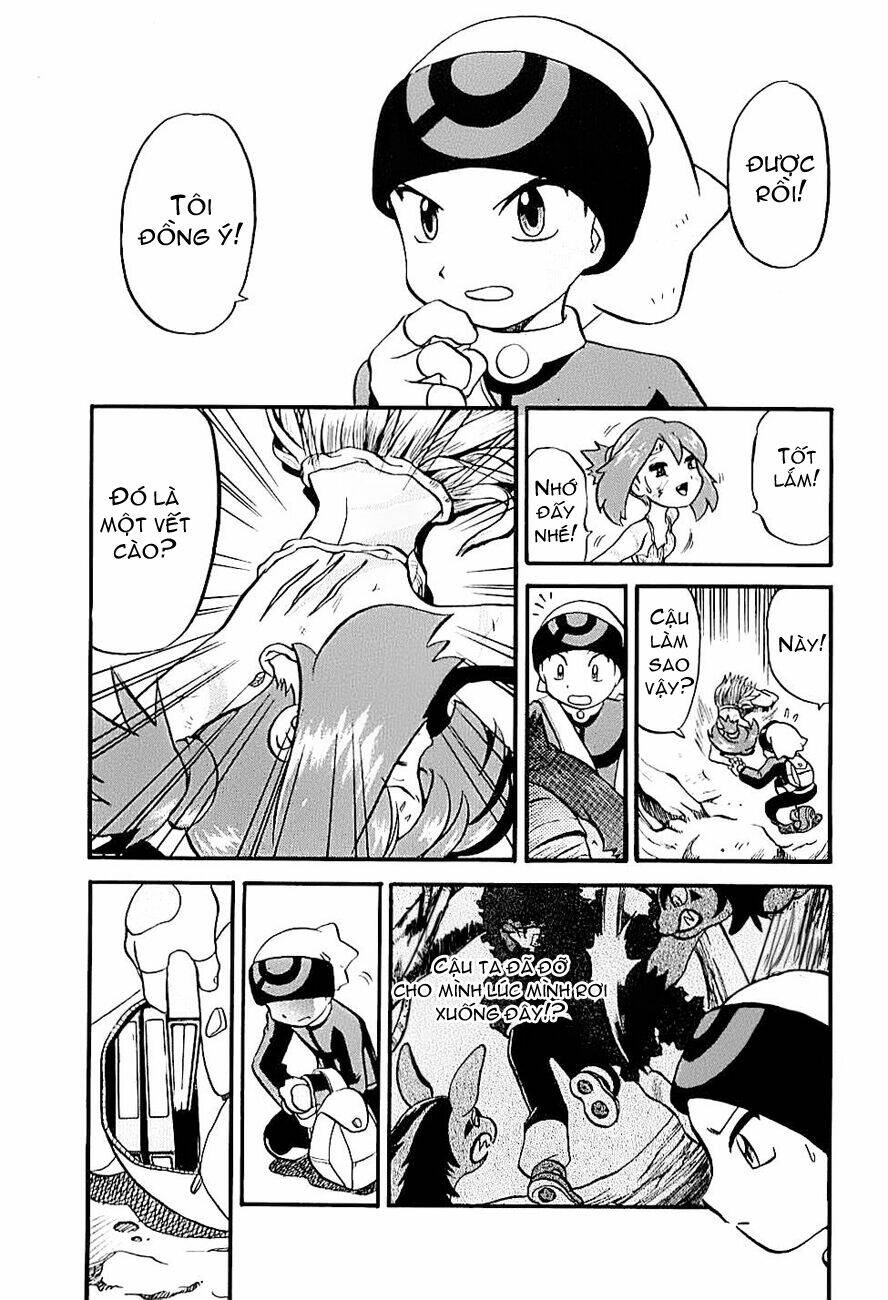 ĐƯỢC
RỒI!
TÔI
ĐỒNG Ý!
TỐT
LẮM!
NHỚ
ĐẤY
NHÉ!
NÀY!
CẬU
LÀM
SAO
VẬY?
ĐÓ LÀ
MỘT VẾT
CÀO?
CẬU TA ĐÃ ĐỠ
CHO MÌNH LÚC MÌNH RƠI
XUỐNG ĐÂY!?